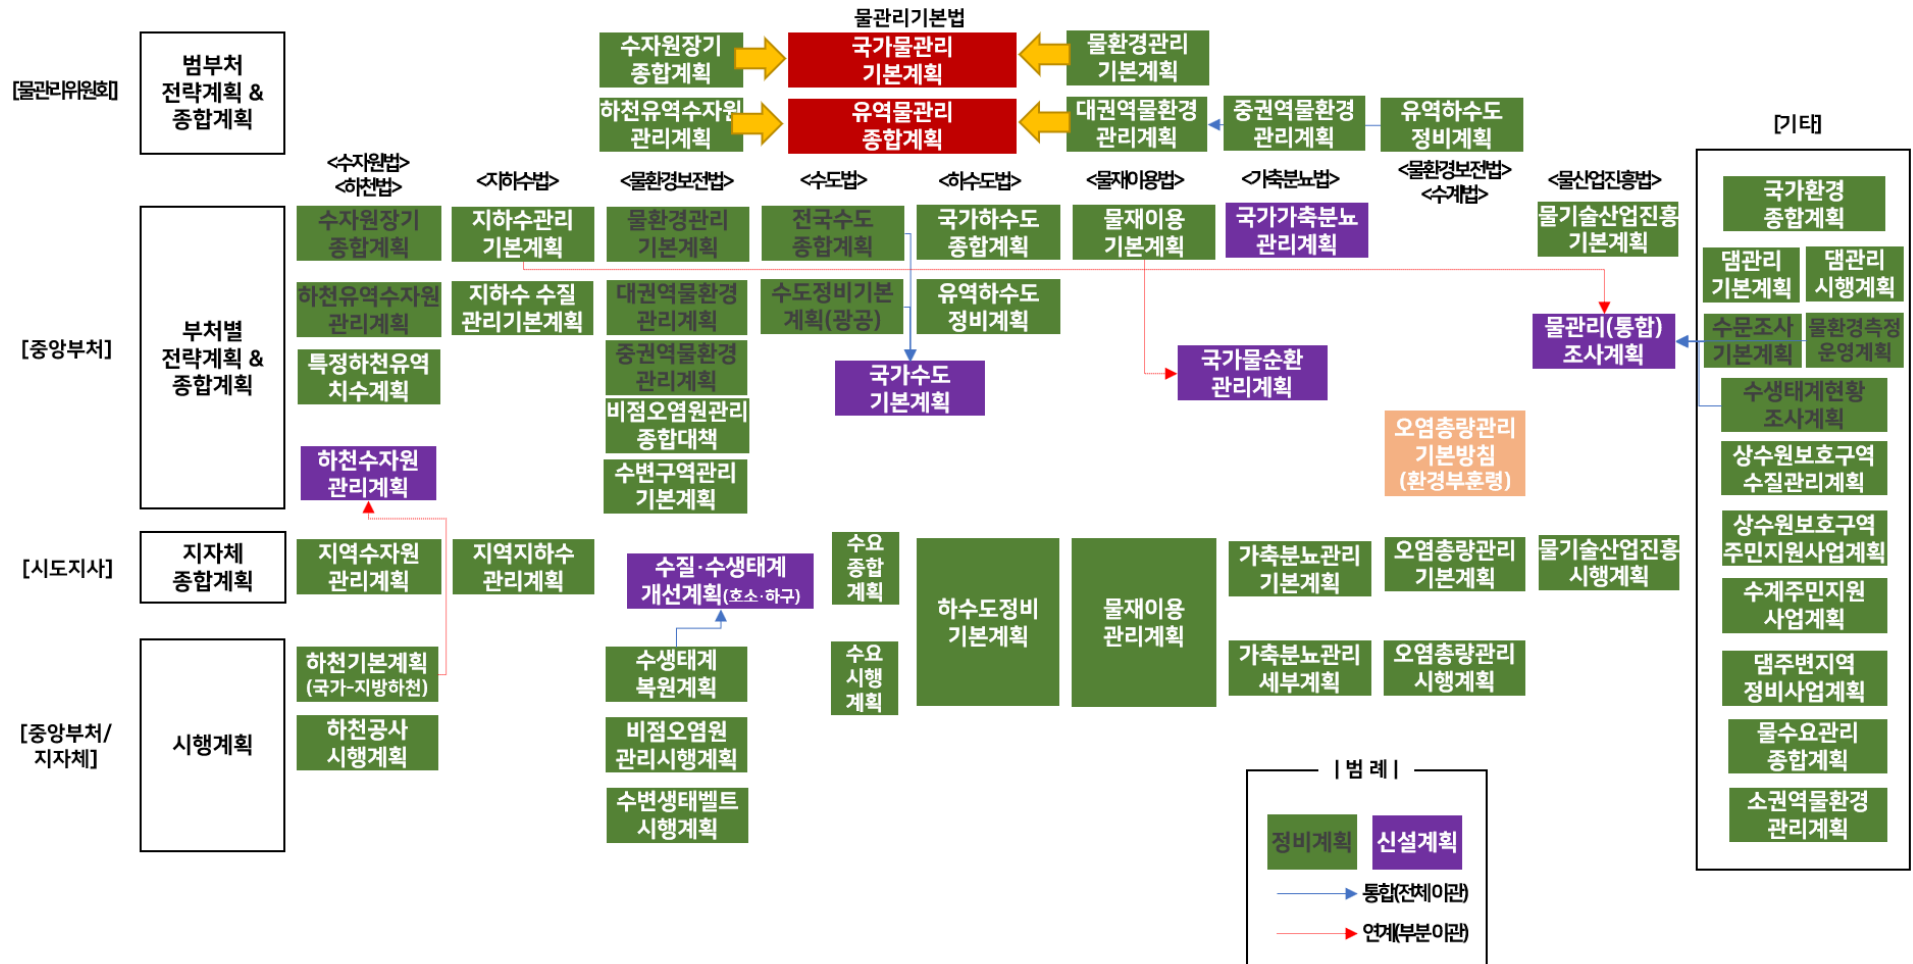 물관리기본법
[물관리위원회]
범부처
전략계획 &
종합계획
수자원장기
종합계획
국가물관리
기본계획
물환경관리
기본계획
하천유역수자원
관리계획
유역물관리
종합계획
대권역물환경
관리계획
중권역물환경
관리계획
유역하수도
정비계획
[기타]
<수자원법>
<하천법>
<지하수법>
<물환경보전법>
<수도법>
<하수도법>
<물재이용법>
<가축분뇨법>
<물환경보전법>
<수계법>
<물산업진흥법>
[중앙부처]
부처별
전략계획 &
종합계획
수자원장기
종합계획
지하수관리
기본계획
물환경관리
기본계획
전국수도
종합계획
국가하수도
종합계획
물재이용
기본계획
국가가축분뇨
관리계획
물기술산업진흥
기본계획
하천유역수자원
관리계획
지하수 수질
관리기본계획
대권역물환경
관리계획
수도정비기본
계획(광공)
유역하수도
정비계획
물관리(통합)
조사계획
특정하천유역
치수계획
중권역물환경
관리계획
국가수도
기본계획
국가물순환
관리계획
비점오염원관리
종합대책
오염총량관리
기본방침
(환경부훈령)
하천수자원
관리계획
수변구역관리
기본계획
[시도지사]
지자체
종합계획
지역수자원
관리계획
지역지하수
관리계획
수질·수생태계
개선계획(호소·하구)
수요
종합
계획
하수도정비
기본계획
물재이용
관리계획
가축분뇨관리
기본계획
오염총량관리
기본계획
물기술산업진흥
시행계획
[중앙부처/
지자체]
시행계획
하천기본계획
(국가-지방하천)
수생태계
복원계획
수요
시행
계획
가축분뇨관리
세부계획
오염총량관리
시행계획
하천공사
시행계획
비점오염원
관리시행계획
수변생태벨트
시행계획
국가환경
종합계획
댐관리
기본계획
댐관리
시행계획
수문조사
기본계획
물환경측정
운영계획
수생태계현황
조사계획
상수원보호구역
수질관리계획
상수원보호구역
주민지원사업계획
수계주민지원
사업계획
댐주변지역
정비사업계획
물수요관리
종합계획
소권역물환경
관리계획
| 범 례 |
정비계획
신설계획
통합(전체이관)
연계(부분이관)